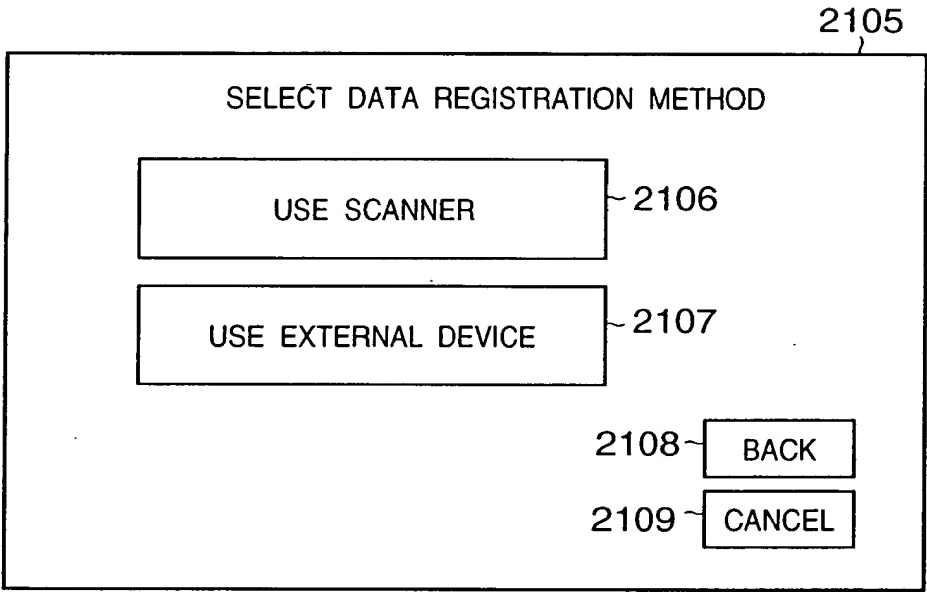 2105
SELECT DATA REGISTRATION METHOD
USE SCANNER
2106
USE EXTERNAL DEVICE
2107
2108
BACK
2109
CANCEL